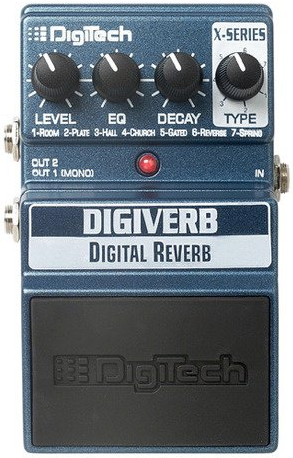 DigiTech
X-SERIES
LEVEL EQ DECAY TYPE
1-ROOM 2-PLATE 3-HALL 4-CHURCH 5-GATED 6-REVERSE 7-SPRING
OUT 2
OUT 1 (MONO) IN
DIGIVERB
DIGITAL REVERB
DigiTech